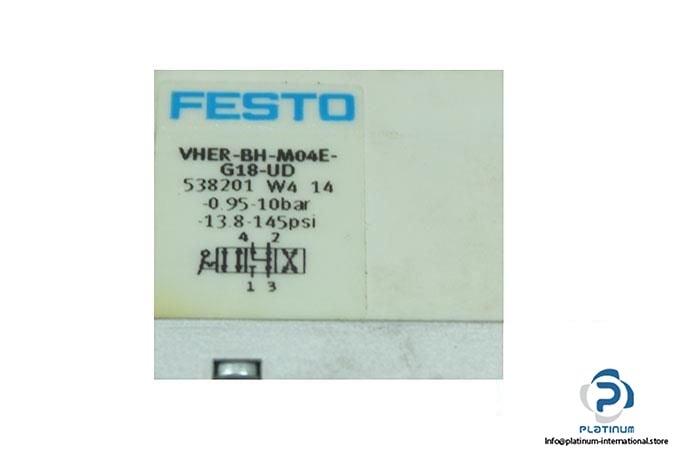 FESTO
VHER-BH-M04E-
G18-UD
538201 W4 14
-0.95-10bar
-13.8-145psi
4 2
1 3
PLATINUM
Info@platinum-international.store